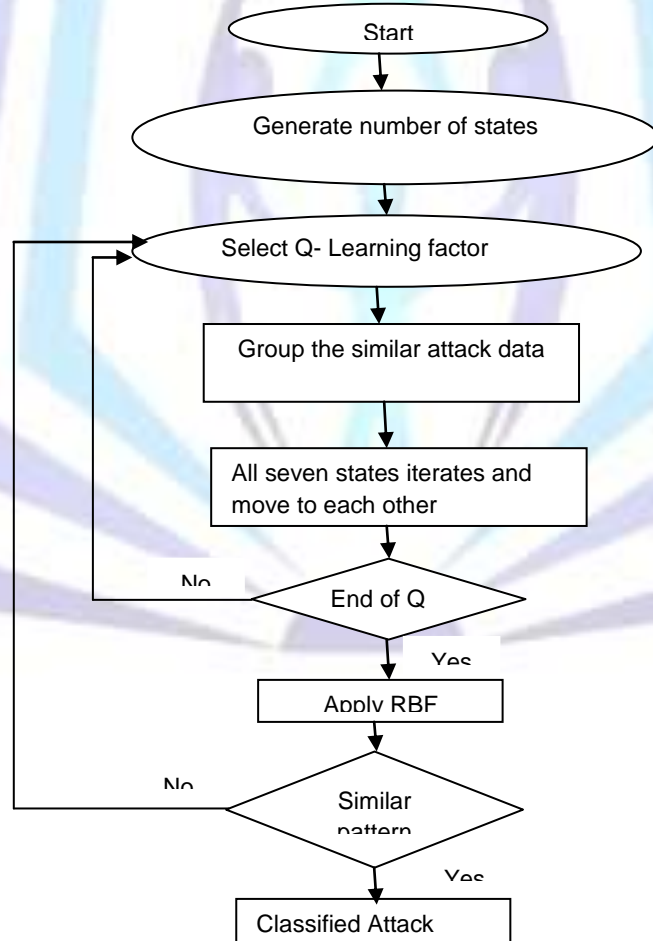 Start
Generate number of states
Select Q- Learning factor
Group the similar attack data
All seven states iterates and
move to each other
No
End of Q
Yes
Apply RBF
No
Similar
pattern
Yes
Classified Attack